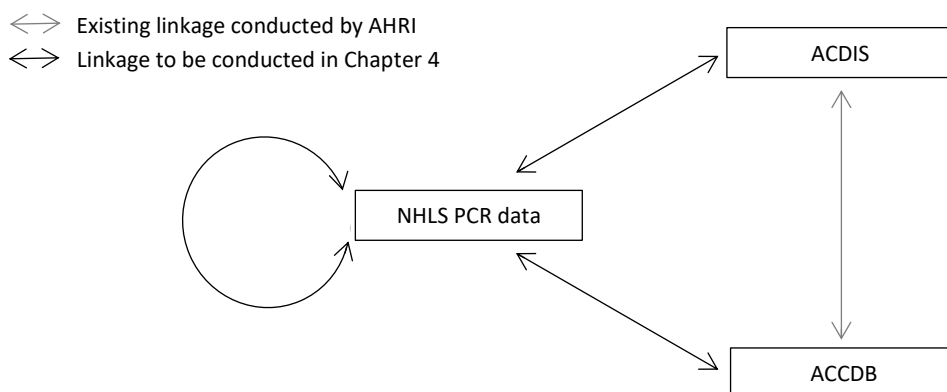 Existing linkage conducted by AHRI
Linkage to be conducted in Chapter 4
ACDIS
NHLS PCR data
ACCDB